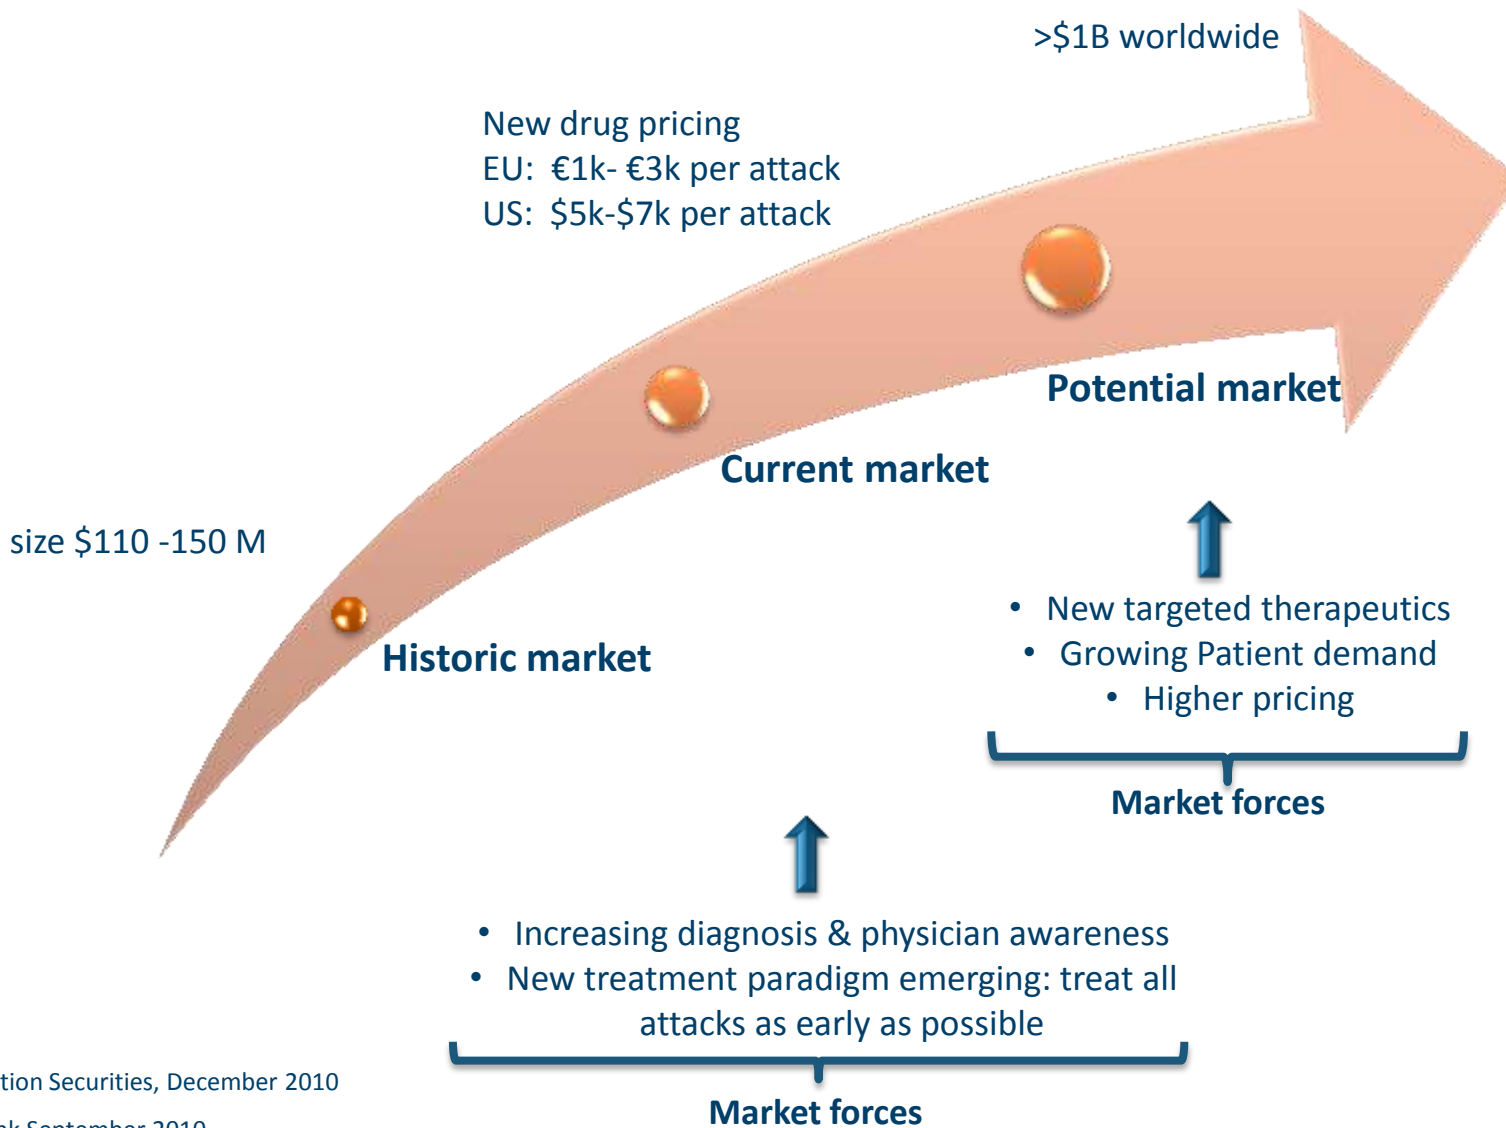 >$1B worldwide
New drug pricing
EU: €1k- €3k per attack
US: $5k-$7k per attack
Potential market
Current market
size $110 -150 M
Historic market
• New targeted therapeutics
• Growing Patient demand
• Higher pricing
Market forces
• Increasing diagnosis & physician awareness
• New treatment paradigm emerging: treat all
attacks as early as possible
Market forces
Securities, December 2010
September 2010